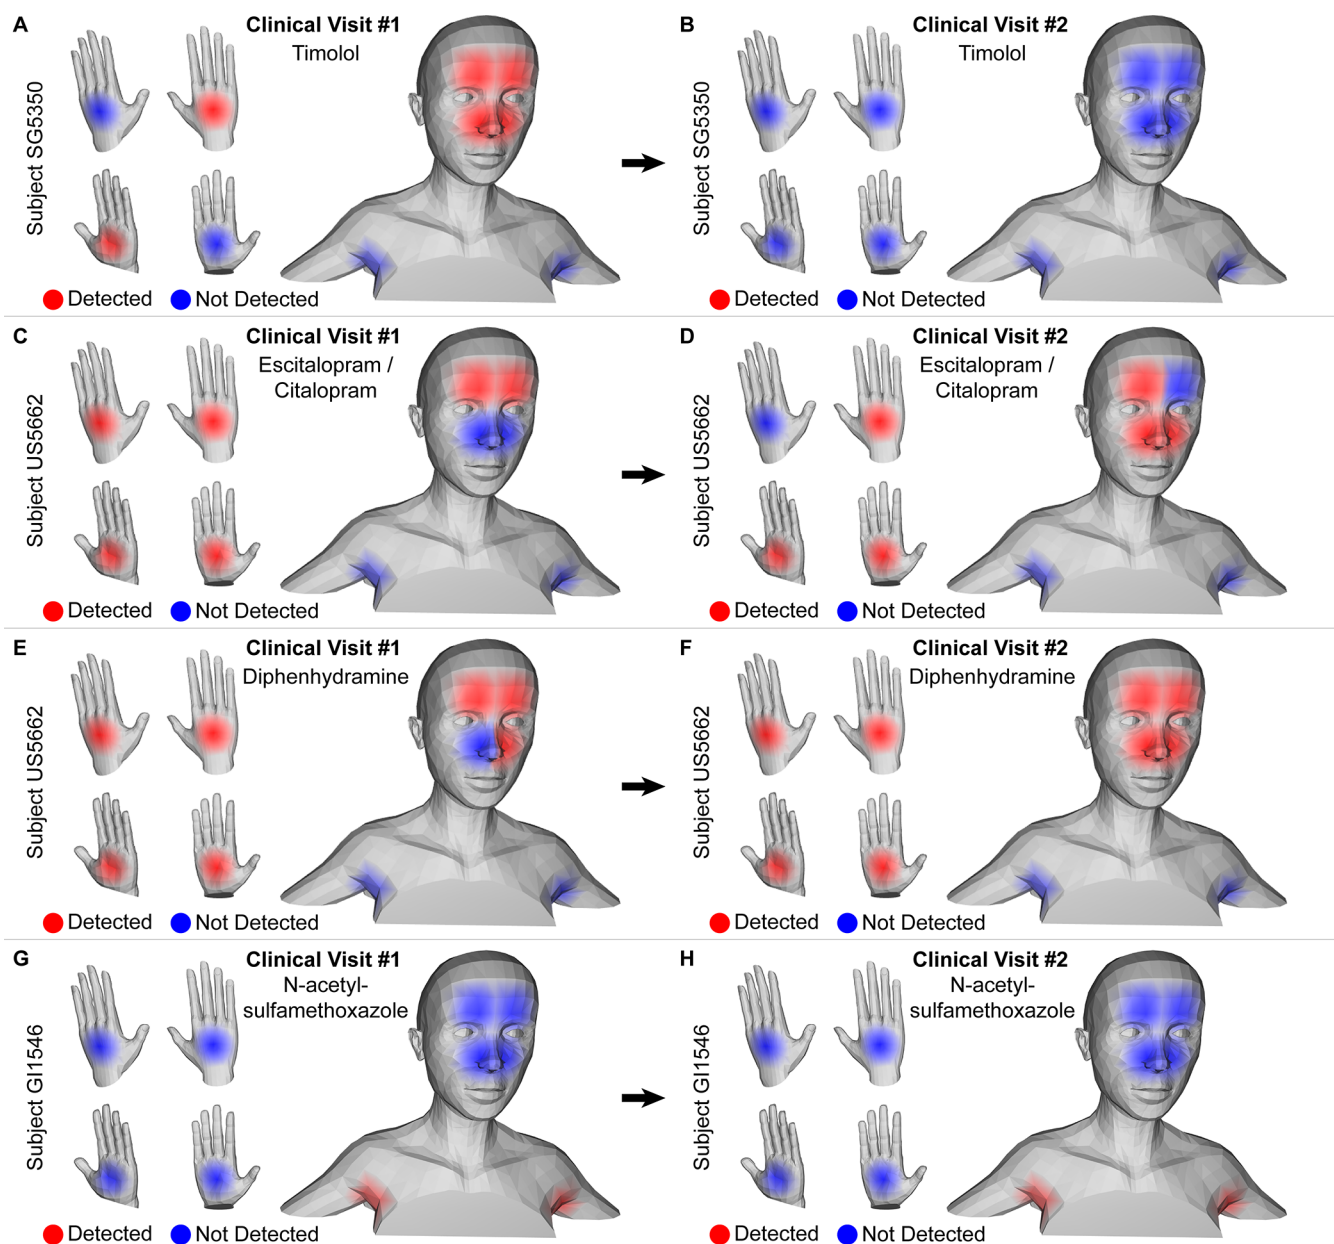 A
Clinical Visit #1
Timolol
Subject SG5350
Detected
Not Detected
B
Clinical Visit #2
Timolol
Subject SG5350
Detected
Not Detected
C
Clinical Visit #1
Escitalopram /
Citalopram
Subject US5662
Detected
Not Detected
D
Clinical Visit #2
Escitalopram /
Citalopram
Subject US5662
Detected
Not Detected
E
Clinical Visit #1
Diphenhydramine
Subject US5662
Detected
Not Detected
F
Clinical Visit #2
Diphenhydramine
Subject US5662
Detected
Not Detected
G
Clinical Visit #1
N-acetyl-
sulfamethoxazole
Subject GI1546
Detected
Not Detected
H
Clinical Visit #2
N-acetyl-
sulfamethoxazole
Subject GI1546
Detected
Not Detected